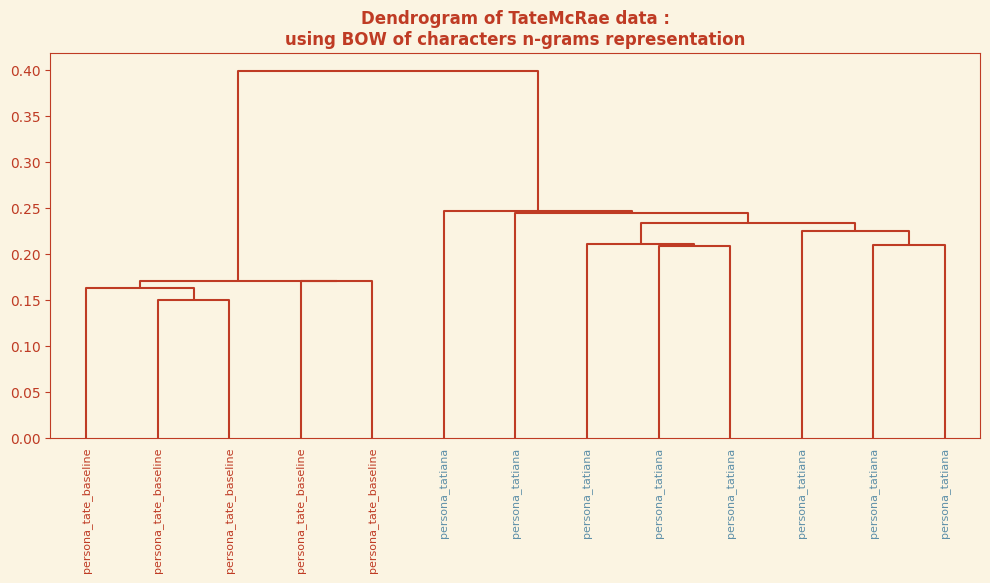 Dendrogram of TateMcRae data :
using BOW of characters n-grams representation
0.40
0.35
0.30
0.25
0.20
0.15
0.10
0.05
0.00
persona_tate_baseline
persona_tate_baseline
persona_tate_baseline
persona_tate_baseline
persona_tate_baseline
persona_tatiana
persona_tatiana
persona_tatiana
persona_tatiana
persona_tatiana
persona_tatiana
persona_tatiana
persona_tatiana